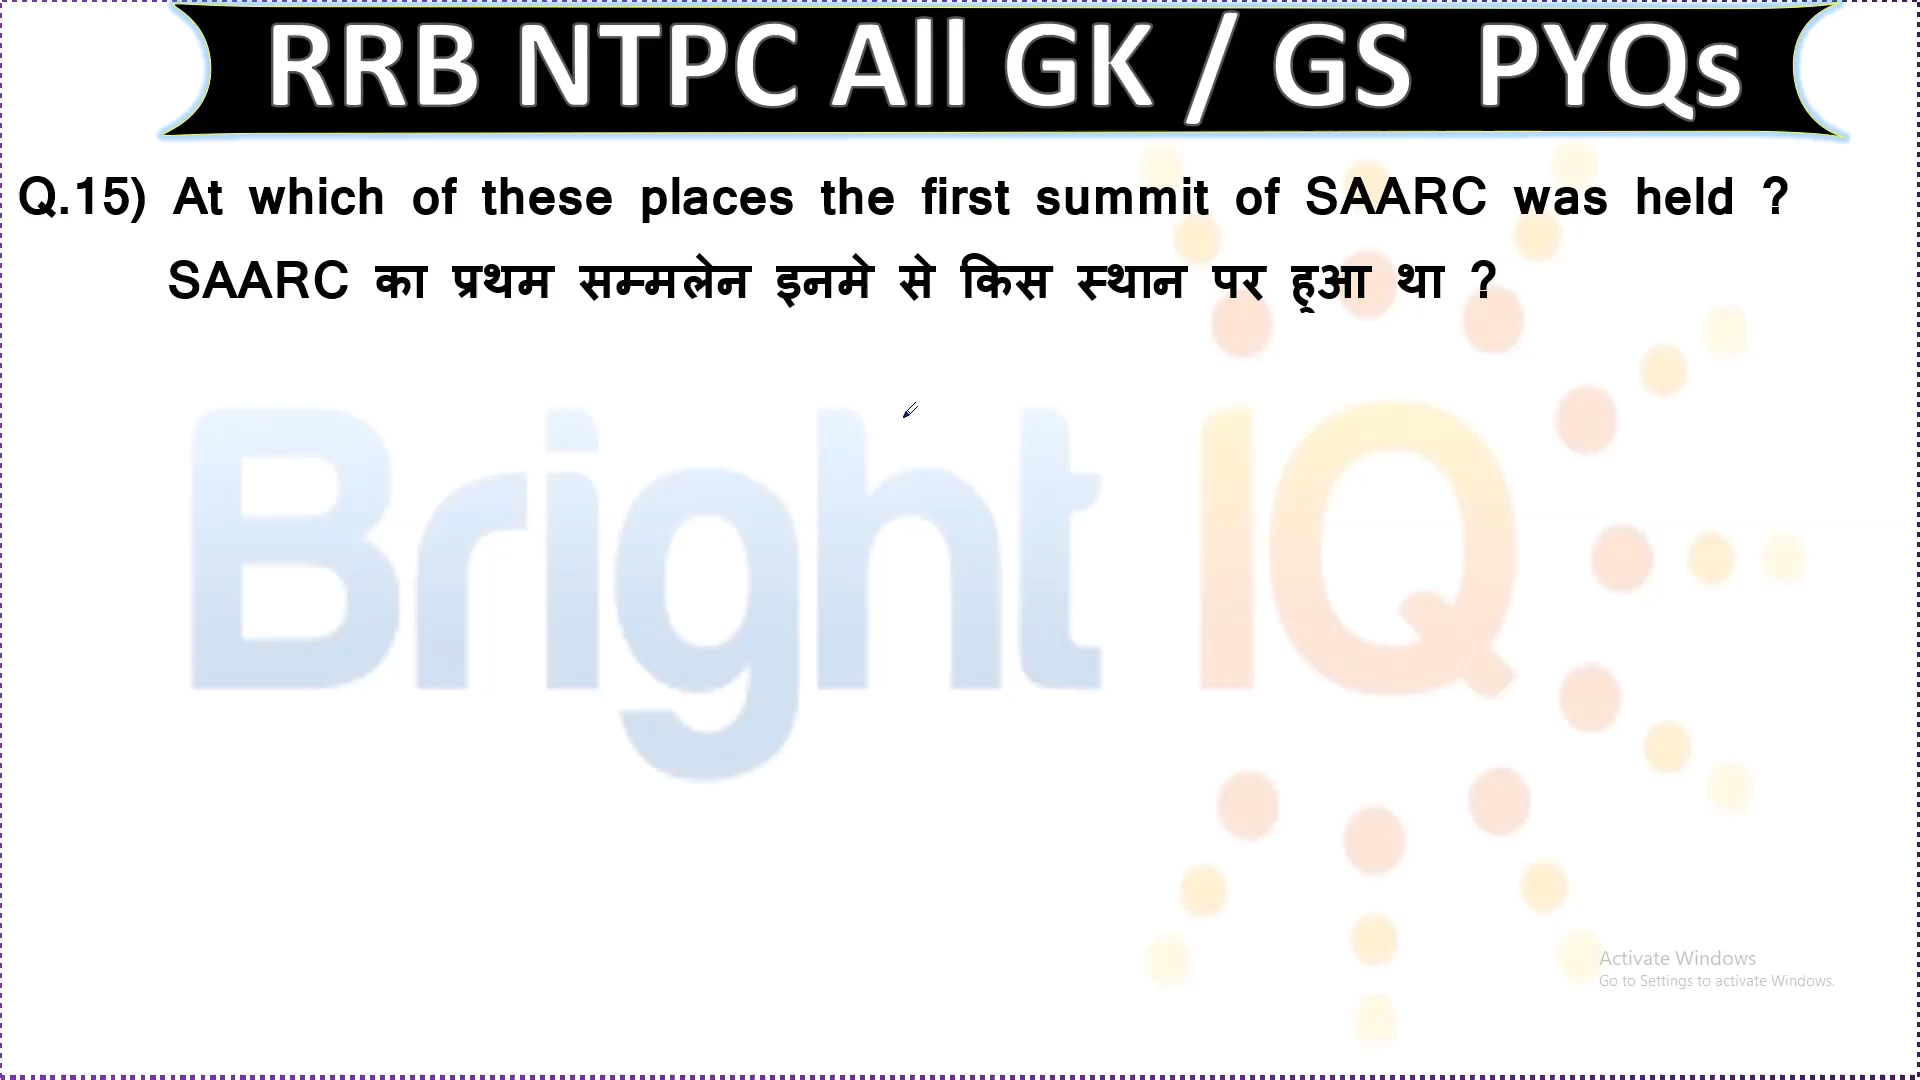 RRB NTPC All GK / GS PYQs
Q.15) At which of these places the first summit of SAARC was held ?
SAARC का प्रथम सम्मलेन इनमे से किस स्थान पर हुआ था ?
Bright IQ
Activate Windows
Go to Settings to activate Windows.